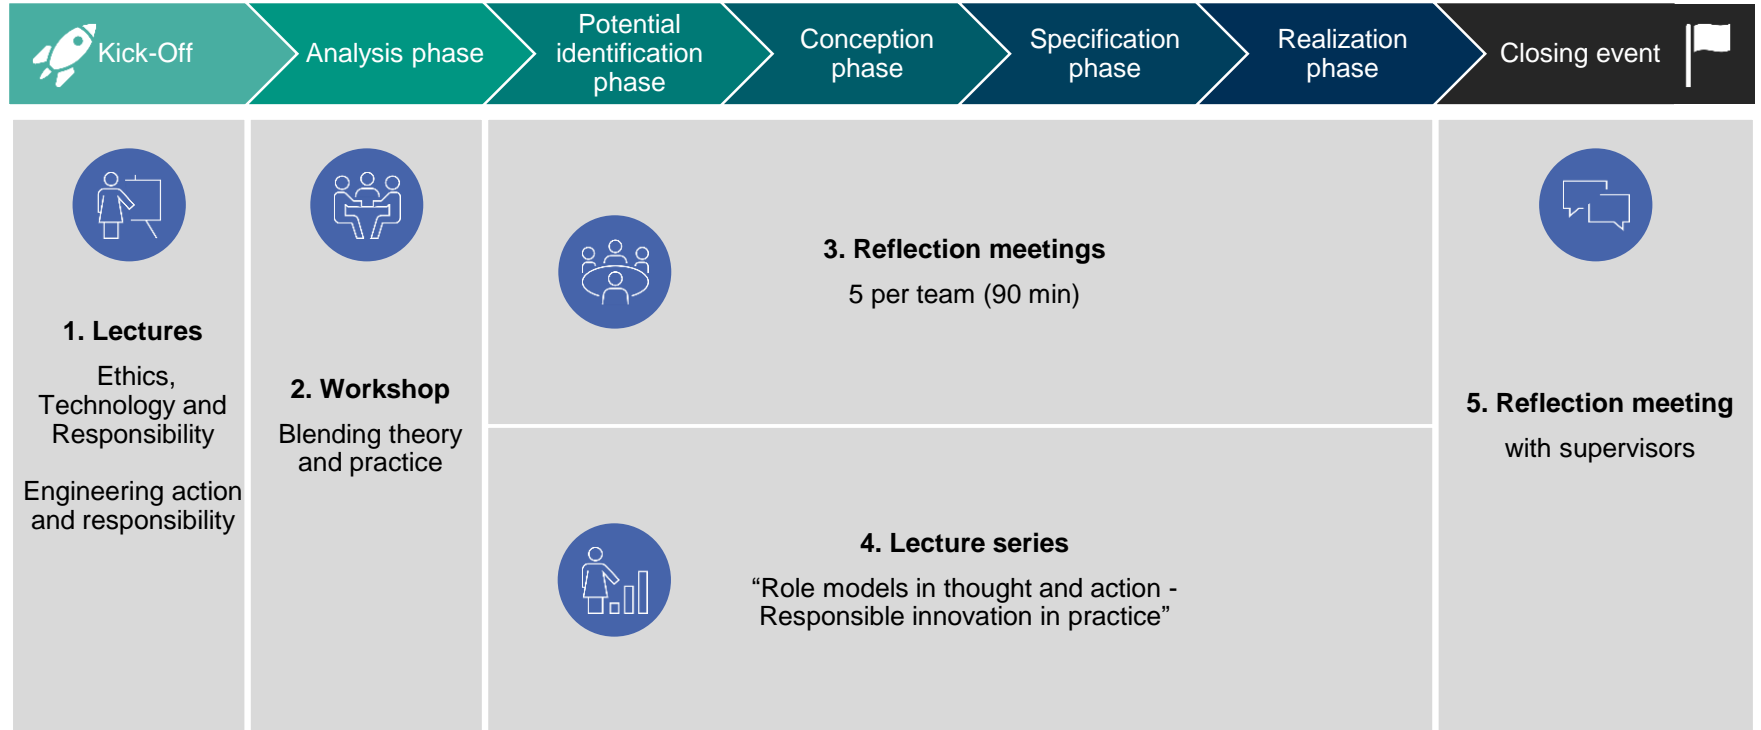 Kick-Off
Analysis phase
Potential
identification
phase
Conception
phase
Specification
phase
Realization
phase
Closing event
1. Lectures
Ethics,
Technology and
Responsibility
Engineering action
and responsibility
2. Workshop
Blending theory
and practice
3. Reflection meetings
5 per team (90 min)
4. Lecture series
“Role models in thought and action -
Responsible innovation in practice”
5. Reflection meeting
with supervisors